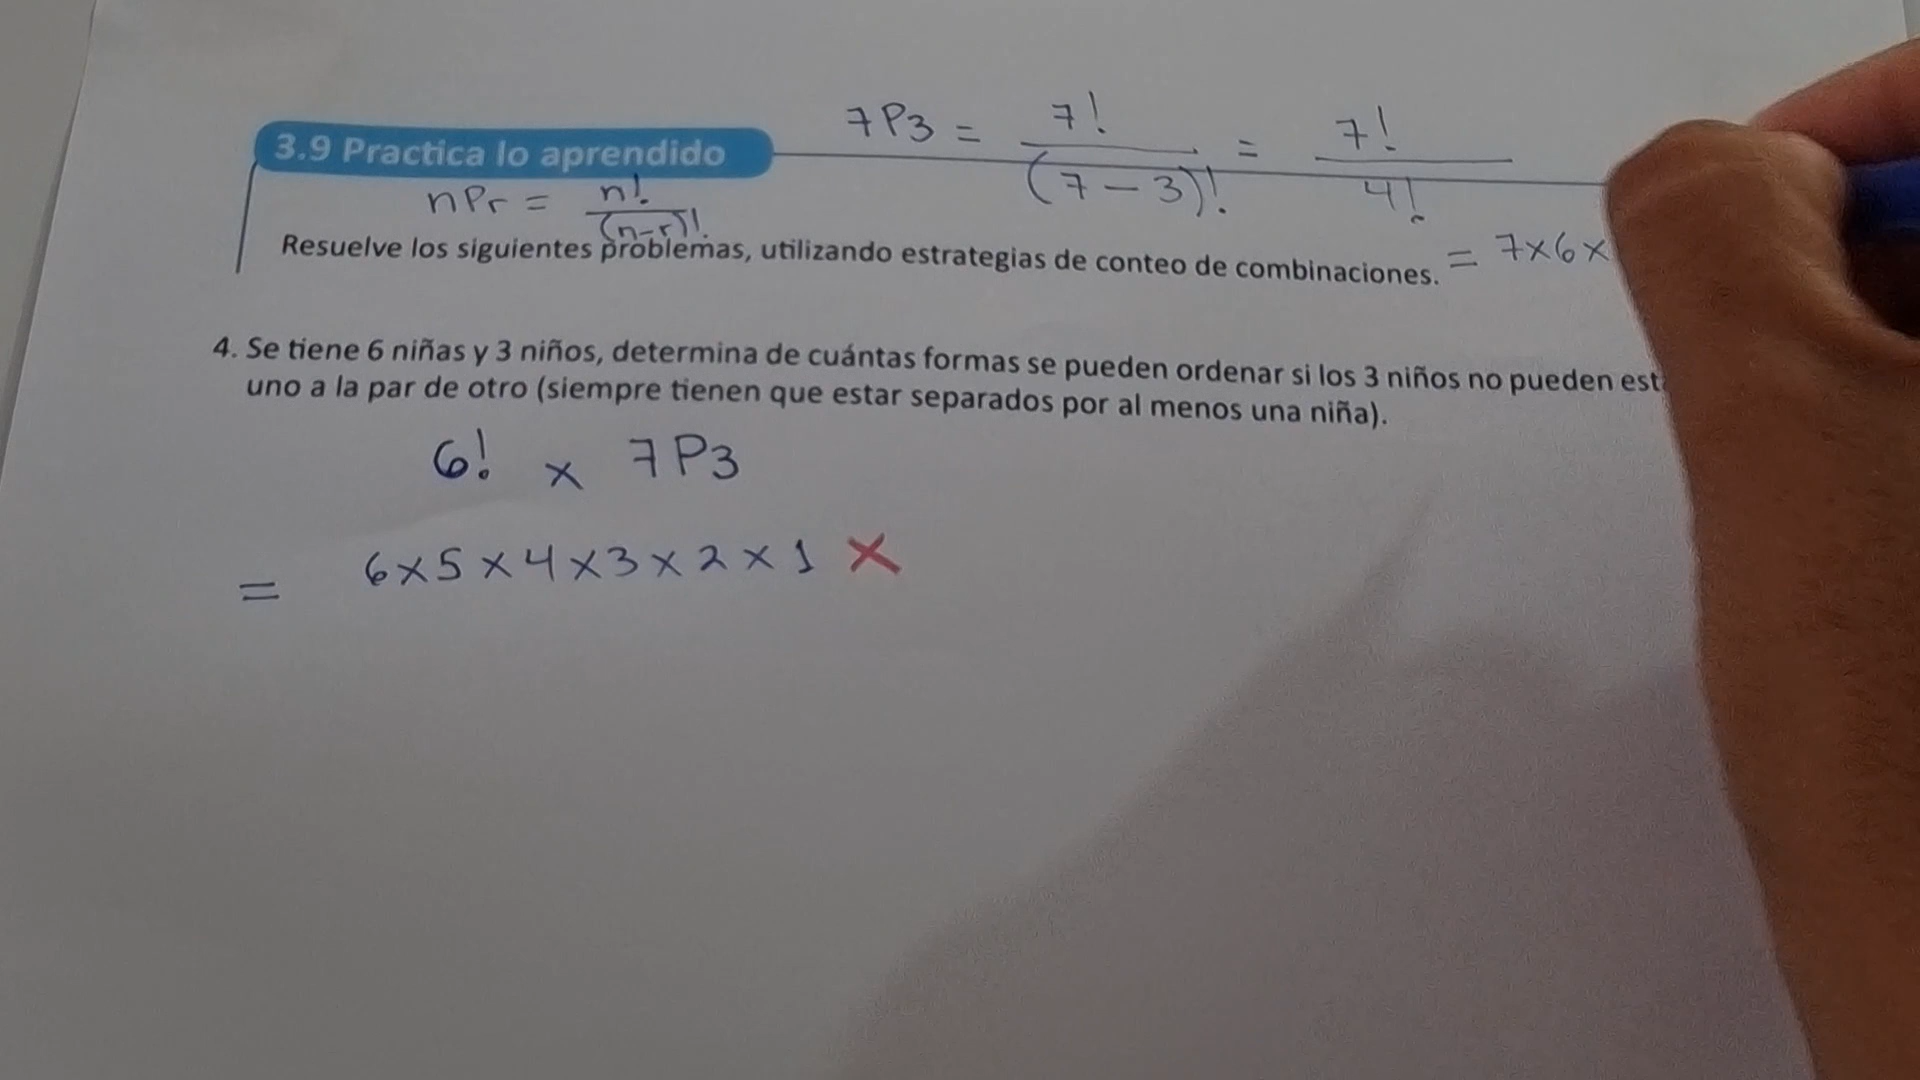 7P3 = 7! / (7-3)! = 7! / 4!
3.9 Practica lo aprendido
nPr = n! / (n-r)!
Resuelve los siguientes problemas, utilizando estrategias de conteo de combinaciones.
= 7×6×
4. Se tiene 6 niñas y 3 niños, determina de cuántas formas se pueden ordenar si los 3 niños no pueden
uno a la par de otro (siempre tienen que estar separados por al menos una niña).
6! × 7P3
= 6×5×4×3×2×1 ×